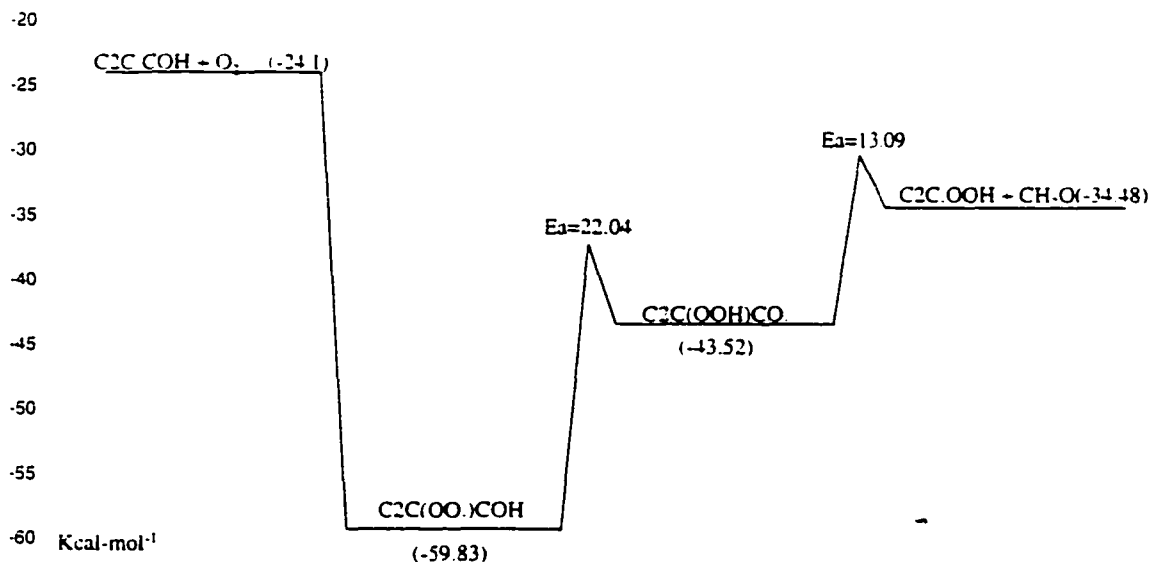 -20
C2C.COH + O2 (-24.1)
-25
Ea=13.09
-30
C2C.OOH + CH2O(-34.48)
-35
Ea=22.04
-40
C2C(OOH)CO.
-45
(-43.52)
-50
-55
C2C(OO.)COH
-60 Kcal-mol-1
(-59.83)